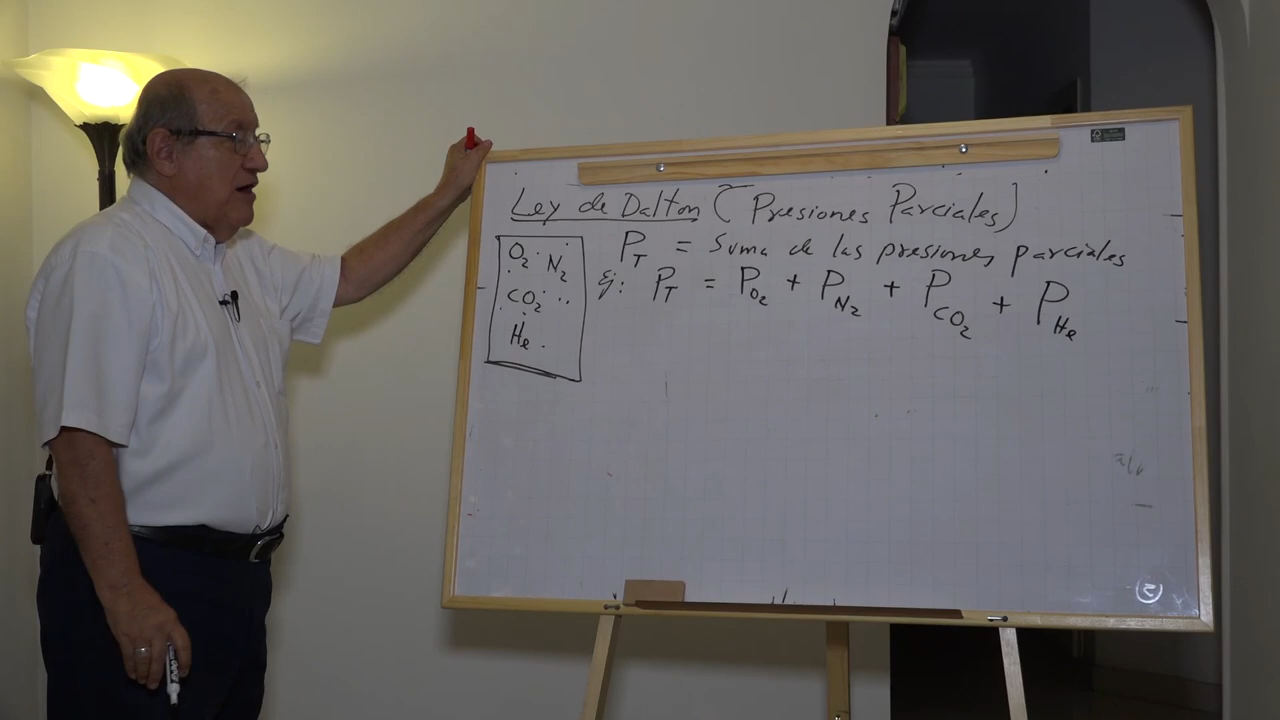 Ley de Dalton (Presiones Parciales)
O₂ N₂
CO₂
He
P_T = Suma de las presiones parciales
Ej: P_T = P_O₂ + P_N₂ + P_CO₂ + P_He